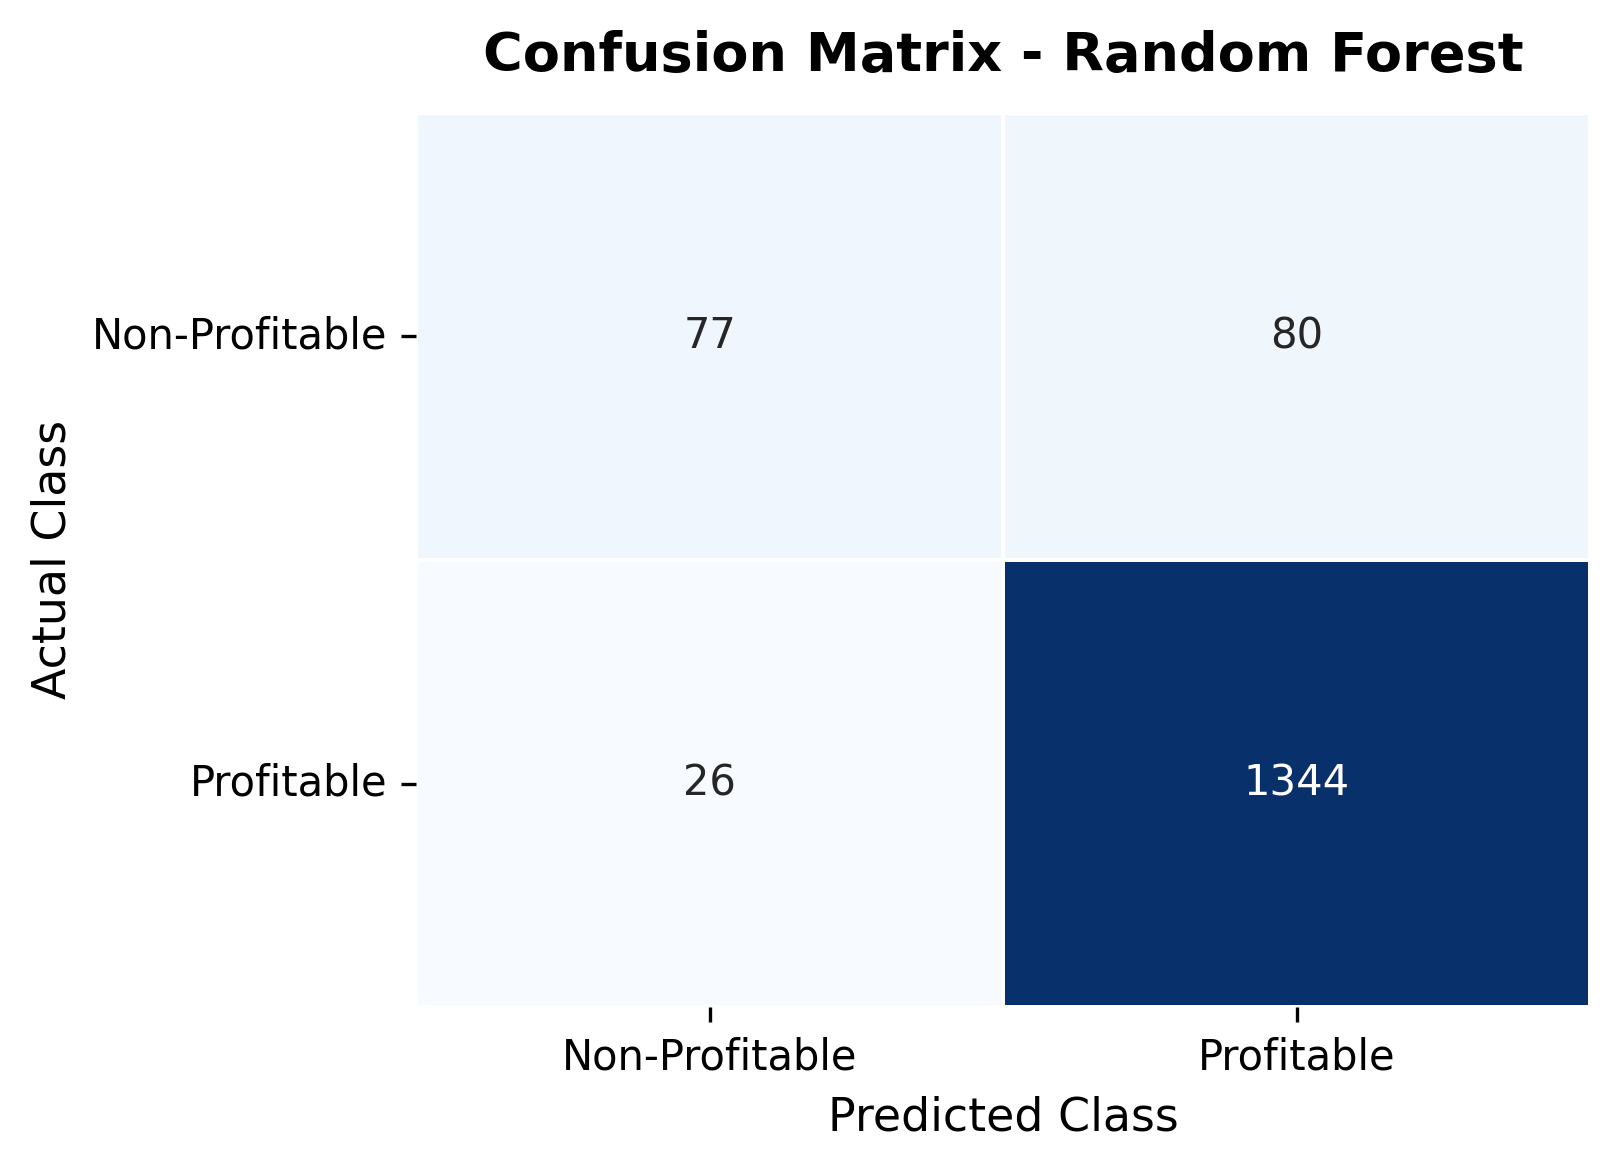 Confusion Matrix - Random Forest
Actual Class
Non-Profitable
77
80
Profitable
26
1344
Non-Profitable
Profitable
Predicted Class